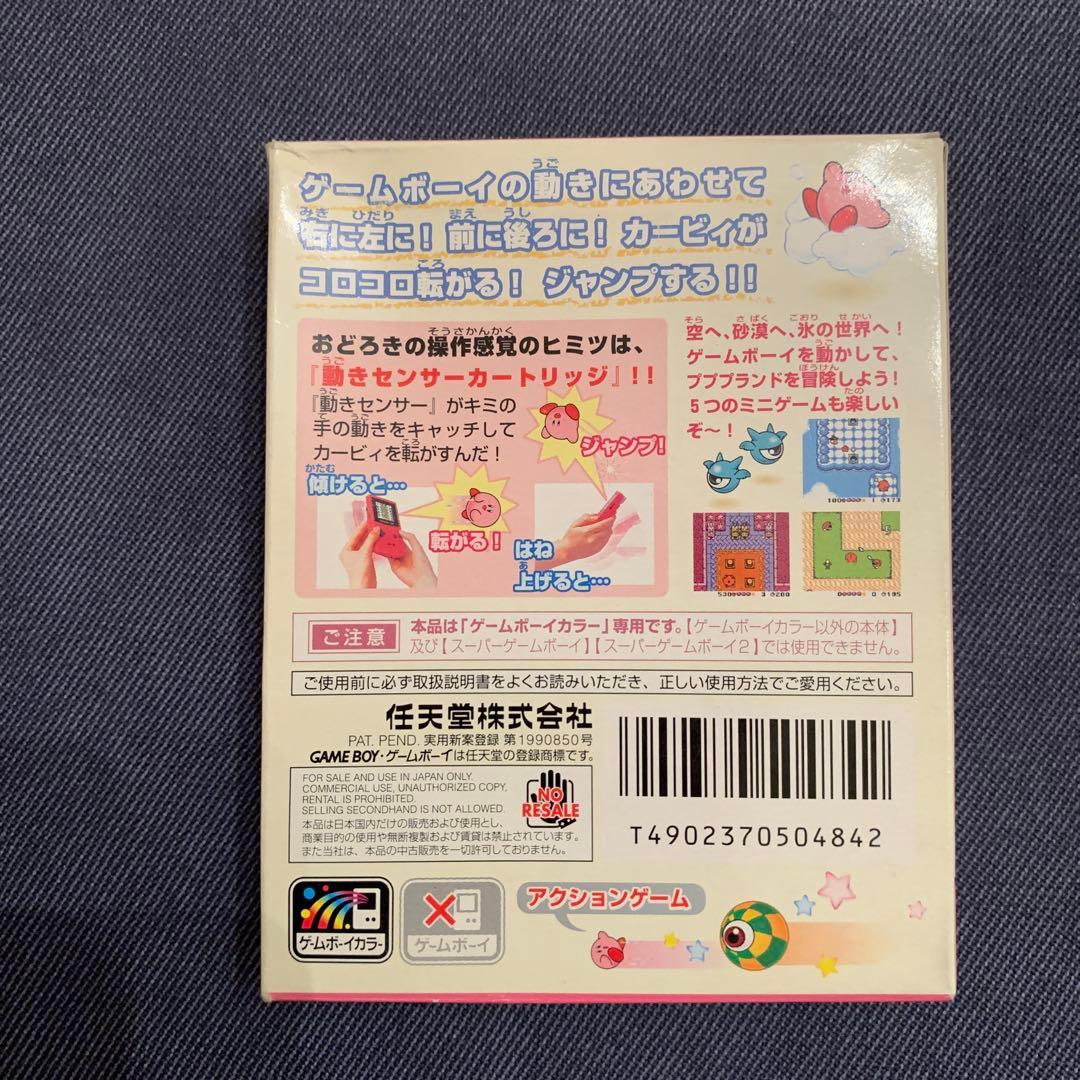 ゲームボーイの動きにあわせて
右に左に！前に後ろに！カービィが
コロコロ転がる！ジャンプする！！
おどろきの操作感覚のヒミツは、
『動きセンサーカートリッジ』！！
『動きセンサー』がキミの
手の動きをキャッチして
カービィを転がすんだ！
ジャンプ！
傾けると…
転がる！
はね
上げると…
空へ、砂漠へ、氷の世界へ！
ゲームボーイを動かして、
プププランドを冒険しよう！
5つのミニゲームも楽しい
ぞ〜！
ご注意
本品は「ゲームボーイカラー」専用です。【ゲームボーイカラー以外の本体】
及び【スーパーゲームボーイ】【スーパーゲームボーイ2】では使用できません。
ご使用前に必ず取扱説明書をよくお読みいただき、正しい使用方法でご愛用ください。
任天堂株式会社
PAT. PEND. 実用新案登録 第1990850号
GAME BOY・ゲームボーイは任天堂の登録商標です。
FOR SALE AND USE IN JAPAN ONLY.
COMMERCIAL USE, UNAUTHORIZED COPY,
RENTAL IS PROHIBITED.
SELLING SECONDHAND IS NOT ALLOWED.
本品は日本国内だけの販売および使用とし、
商業目的の使用や無断複製および賃貸は禁止されています。
また当社は、本品の中古販売を一切許可しておりません。
NO
RESALE
T4902370504842
ゲームボーイカラー
ゲームボーイ
アクションゲーム